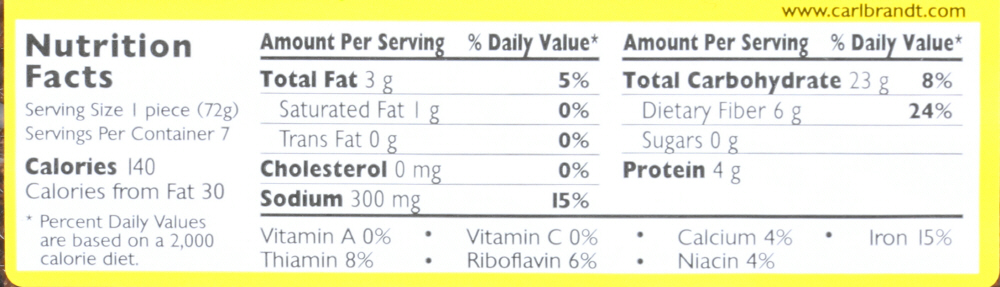 www.carlbrandt.com
Nutrition
Facts
Serving Size 1 piece (72g)
Servings Per Container 7
Calories 140
Calories from Fat 30
* Percent Daily Values
are based on a 2,000
calorie diet.
Amount Per Serving % Daily Value*
Total Fat 3 g 5%
Saturated Fat 1 g 0%
Trans Fat 0 g 0%
Cholesterol 0 mg 0%
Sodium 300 mg 15%
Amount Per Serving % Daily Value*
Total Carbohydrate 23 g 8%
Dietary Fiber 6 g 24%
Sugars 0 g
Protein 4 g
Vitamin A 0% • Vitamin C 0% • Calcium 4% • Iron 15%
Thiamin 8% • Riboflavin 6% • Niacin 4%